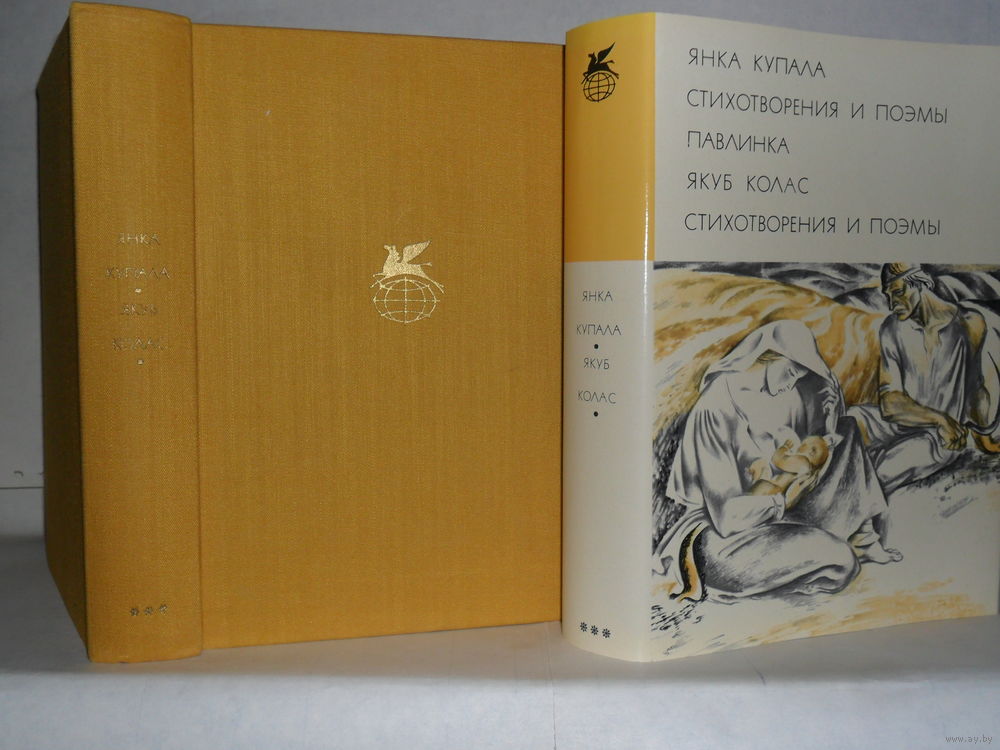 ЯНКА
КУПАЛА
ЯКУБ
КОЛАС
***
ЯНКА КУПАЛА
СТИХОТВОРЕНИЯ И ПОЭМЫ
ПАВЛИНКА
ЯКУБ КОЛАС
СТИХОТВОРЕНИЯ И ПОЭМЫ
ЯНКА
КУПАЛА
•
ЯКУБ
КОЛАС
•
***
www.ay.by